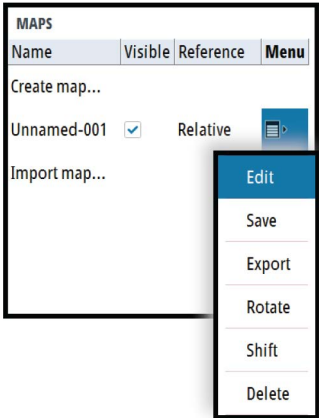 MAPS
Name Visible Reference Menu
Create map...
Unnamed-001 Relative
Import map...
Edit
Save
Export
Rotate
Shift
Delete